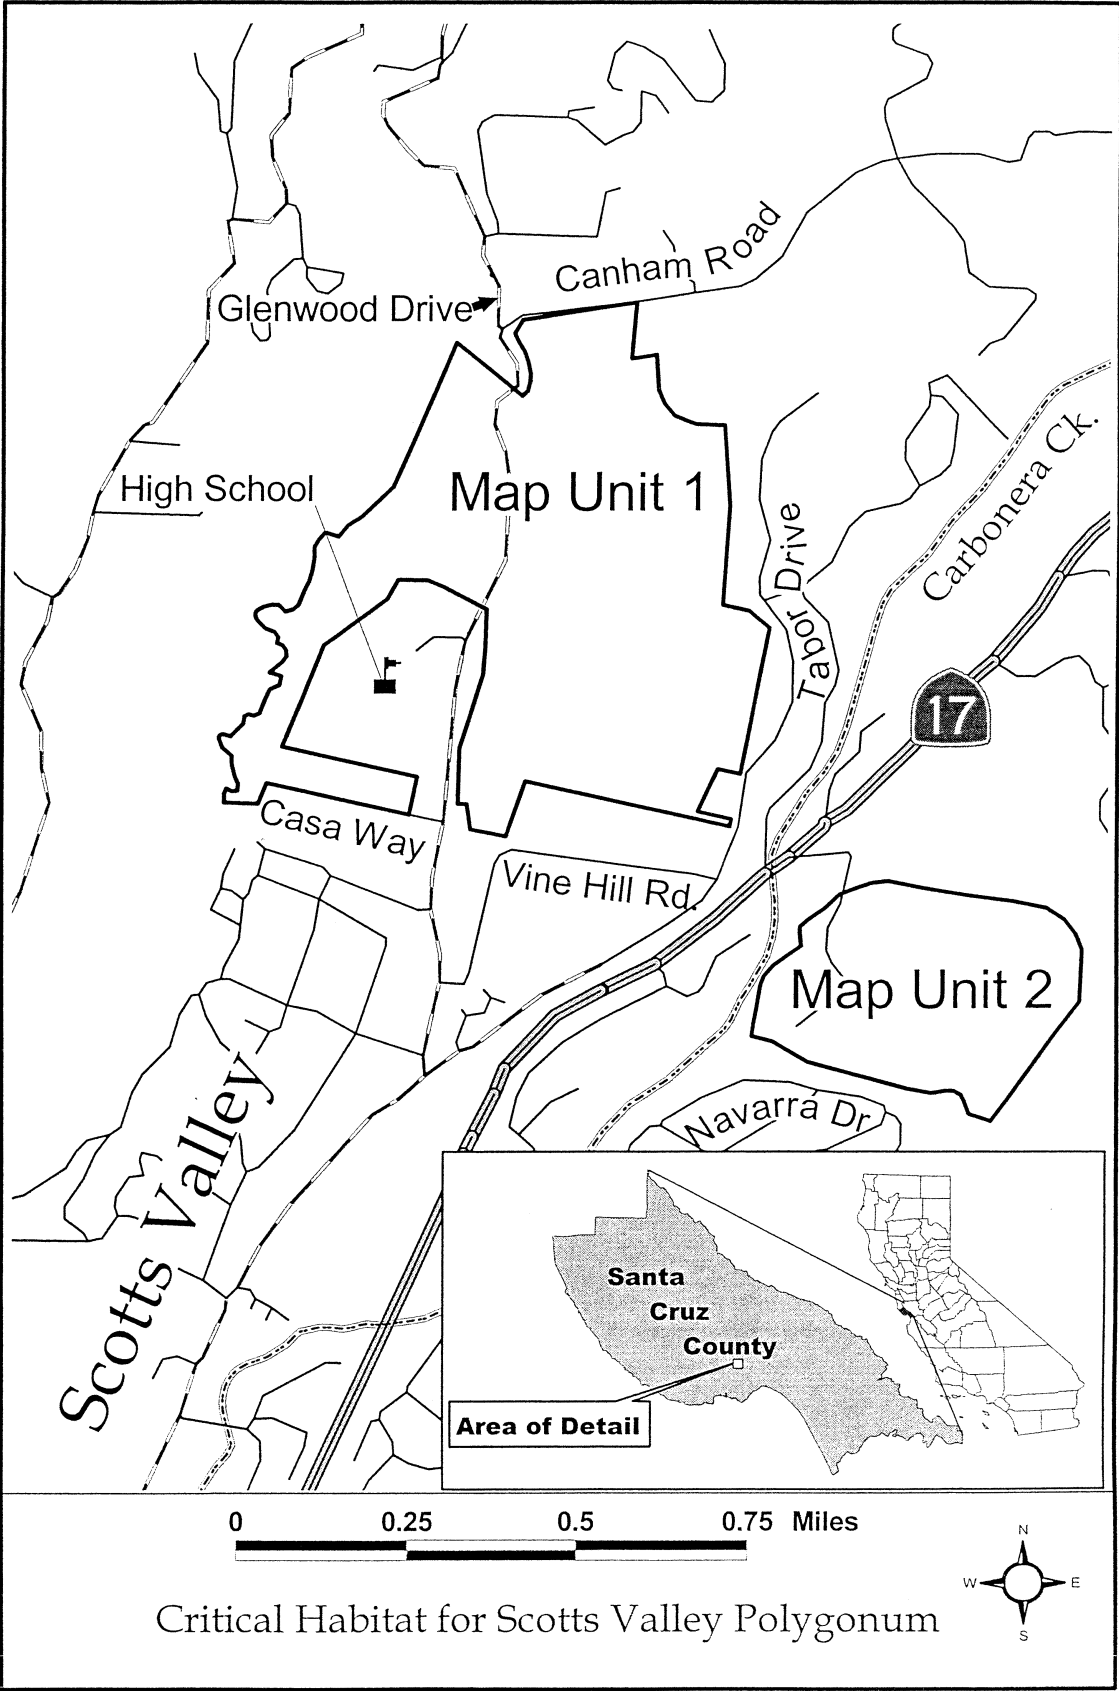 Canham Road
Glenwood Drive
High School
Map Unit 1
Tabor Drive
Carbonera Ck.
17
Casa Way
Vine Hill Rd.
Map Unit 2
Navarra Dr
Scotts Valley
Santa
Cruz
County
Area of Detail
0 0.25 0.5 0.75 Miles
N
W E
S
Critical Habitat for Scotts Valley Polygonum